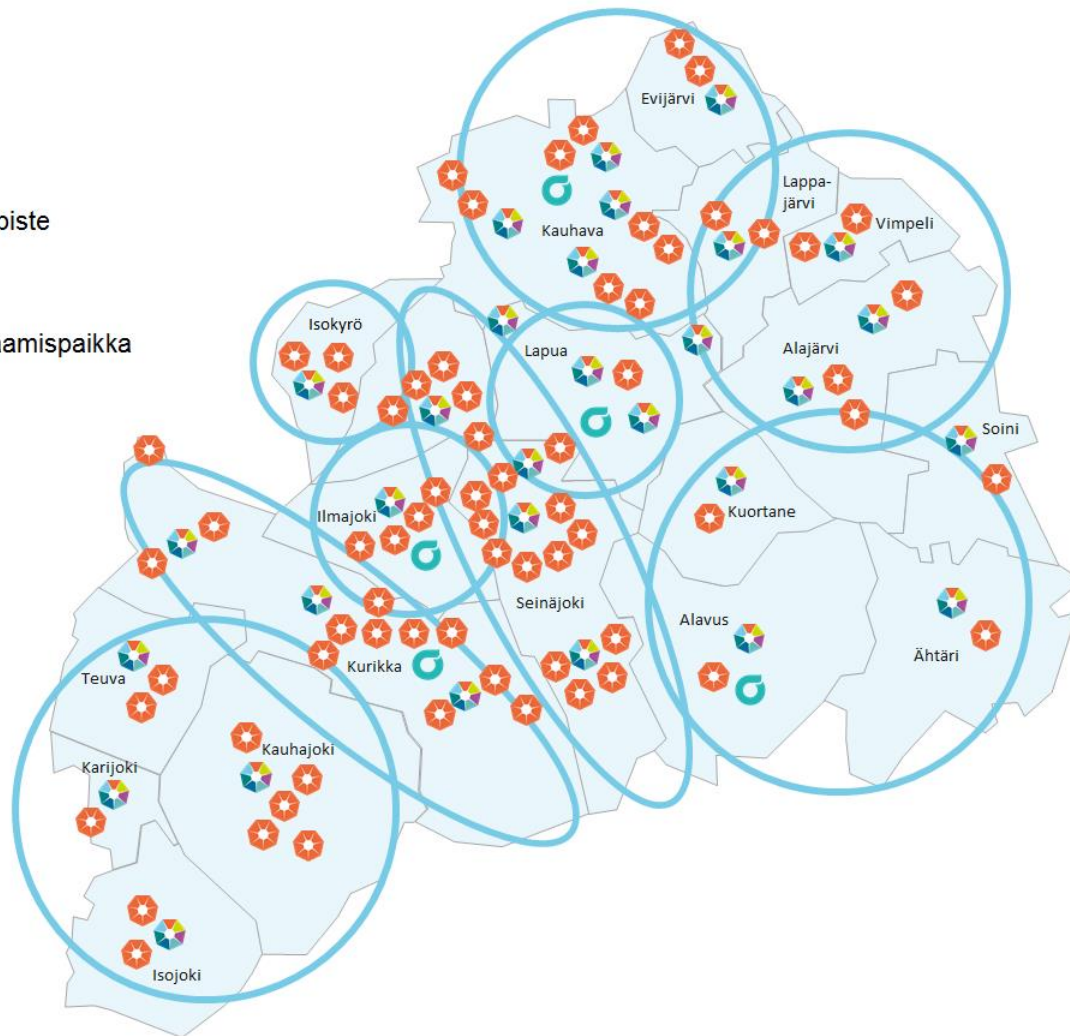 Evijärvi
Lappa-
järvi
piste
Vimpeli
Kauhava
Isokyrö
aamispaikka
Lapua
Alajärvi
Soini
Ilmajoki
Kuortane
Seinäjoki
Alavus
Ähtäri
Kurikka
Teuva
Kauhajoki
Karijoki
Isojoki